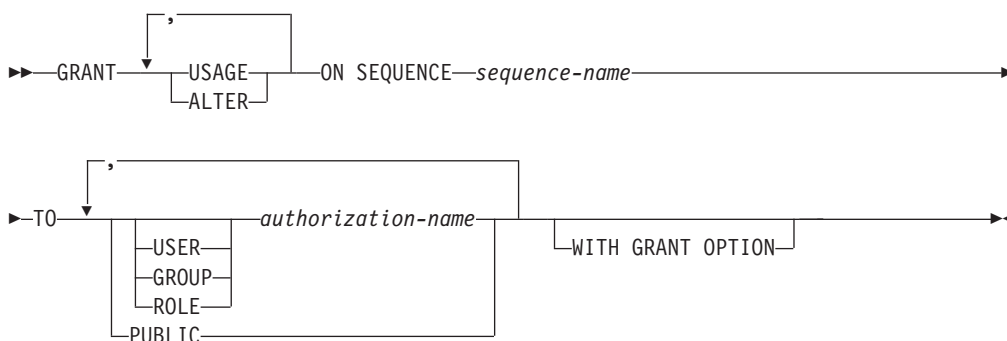 ,
GRANT USAGE ON SEQUENCE sequence-name
ALTER
,
TO authorization-name
USER WITH GRANT OPTION
GROUP
ROLE
PUBLIC